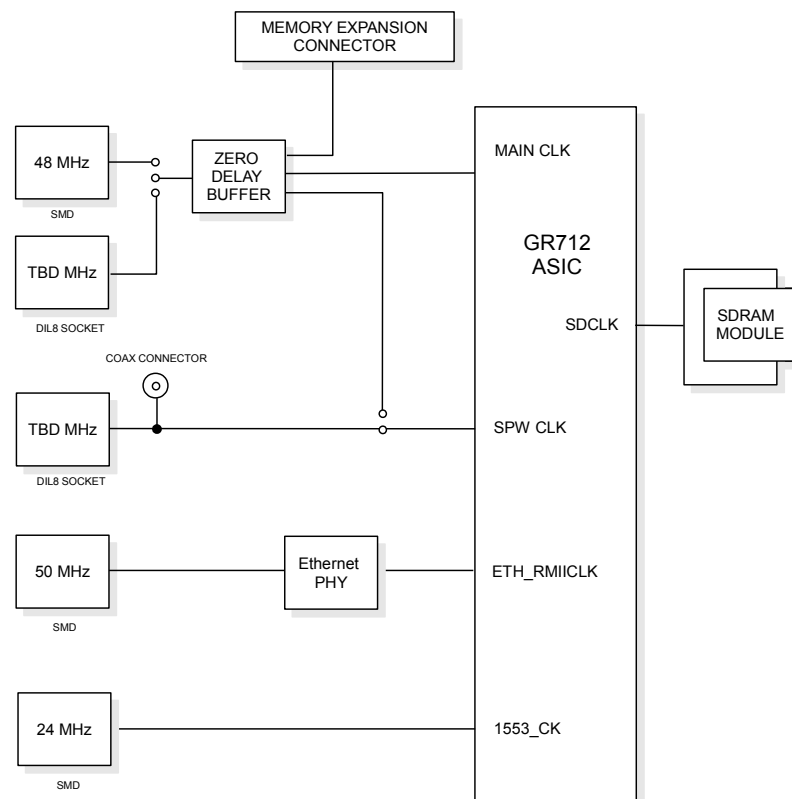 MEMORY EXPANSION
CONNECTOR
48 MHz
SMD
ZERO
DELAY
BUFFER
MAIN CLK
GR712
ASIC
TBD MHz
DIL8 SOCKET
SDCLK
SDRAM
MODULE
COAX CONNECTOR
TBD MHz
DIL8 SOCKET
SPW CLK
50 MHz
SMD
Ethernet
PHY
ETH_RMIICLK
24 MHz
SMD
1553_CK